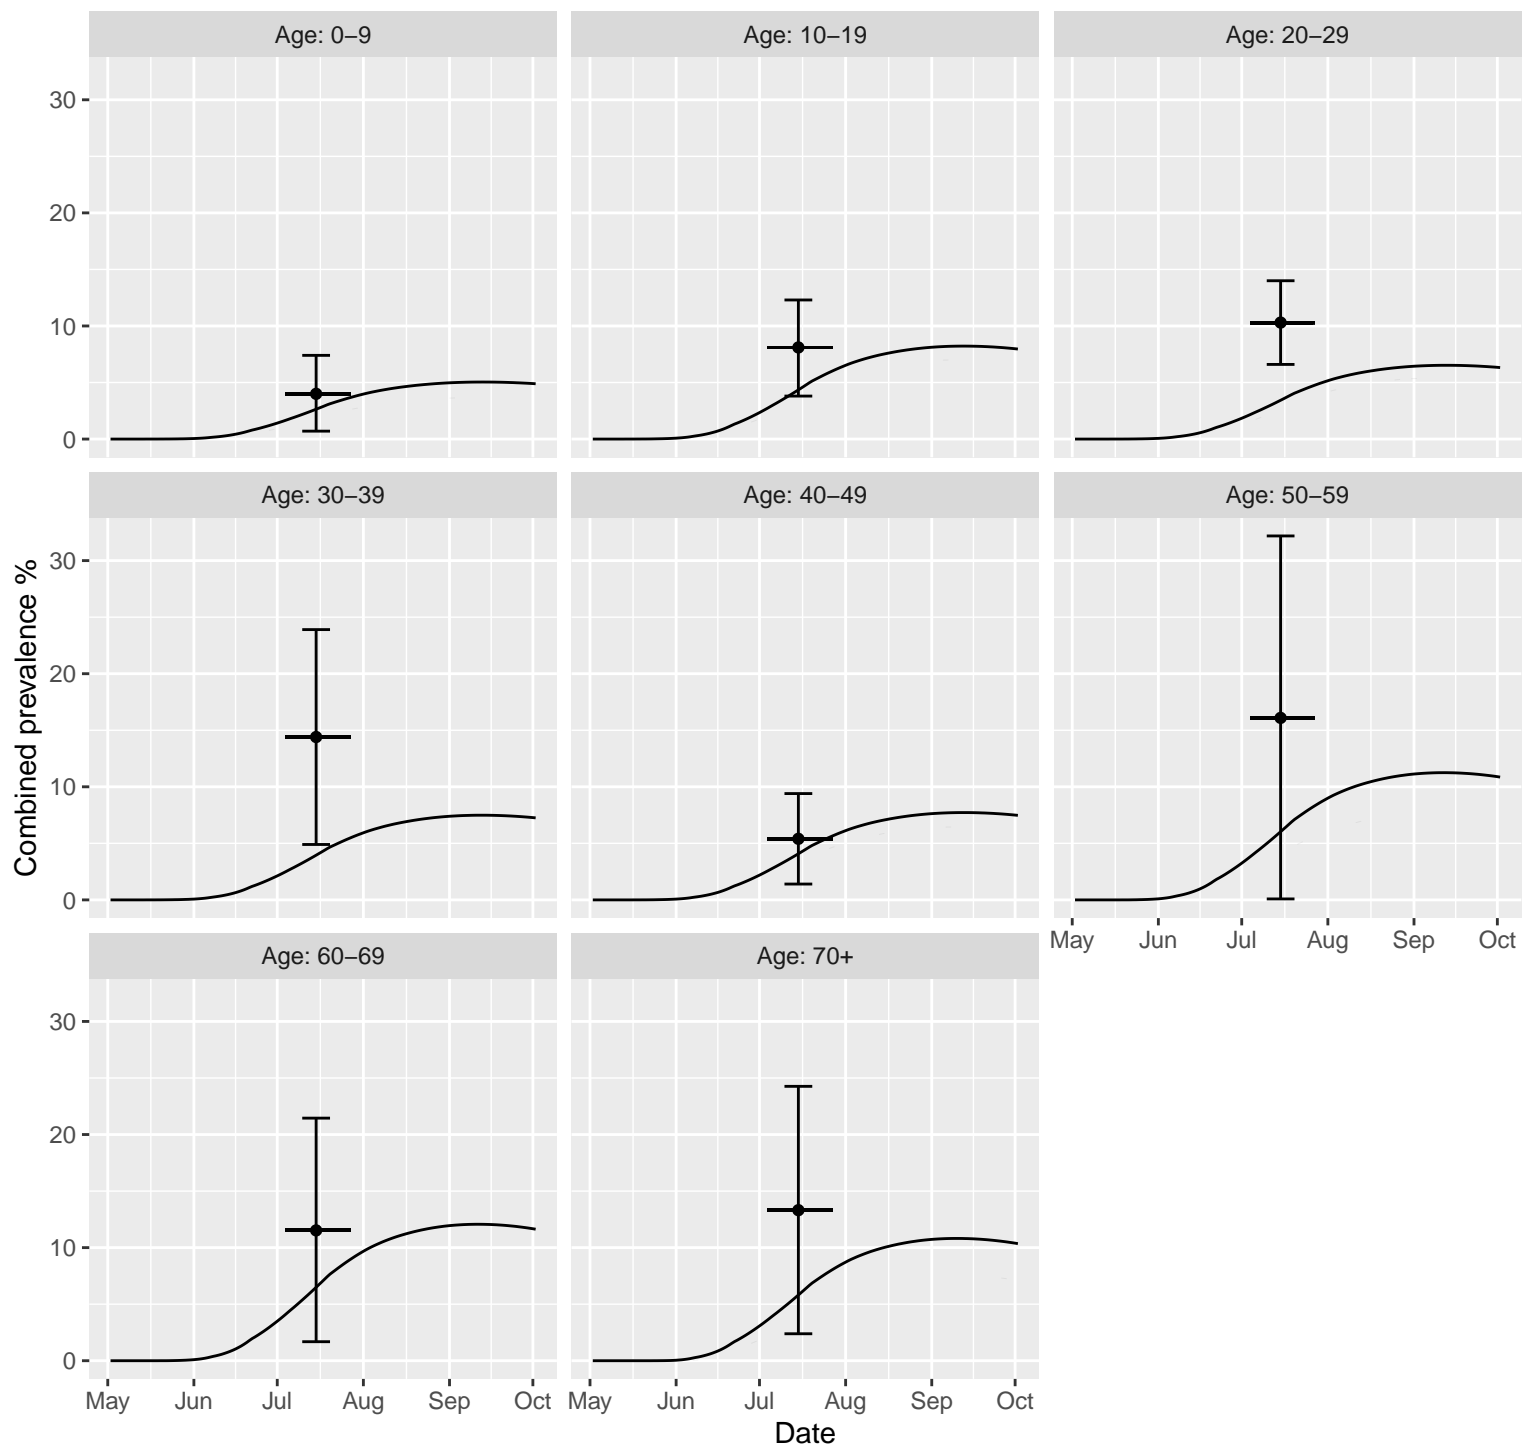 Age: 0–9
Age: 10–19
Age: 20–29
30
20
10
0
Age: 30–39
Age: 40–49
Age: 50–59
Combined prevalence %
30
20
10
0
May Jun Jul Aug Sep Oct
Age: 60–69
Age: 70+
30
20
10
0
May Jun Jul Aug Sep Oct
May Jun Jul Aug Sep Oct
Date